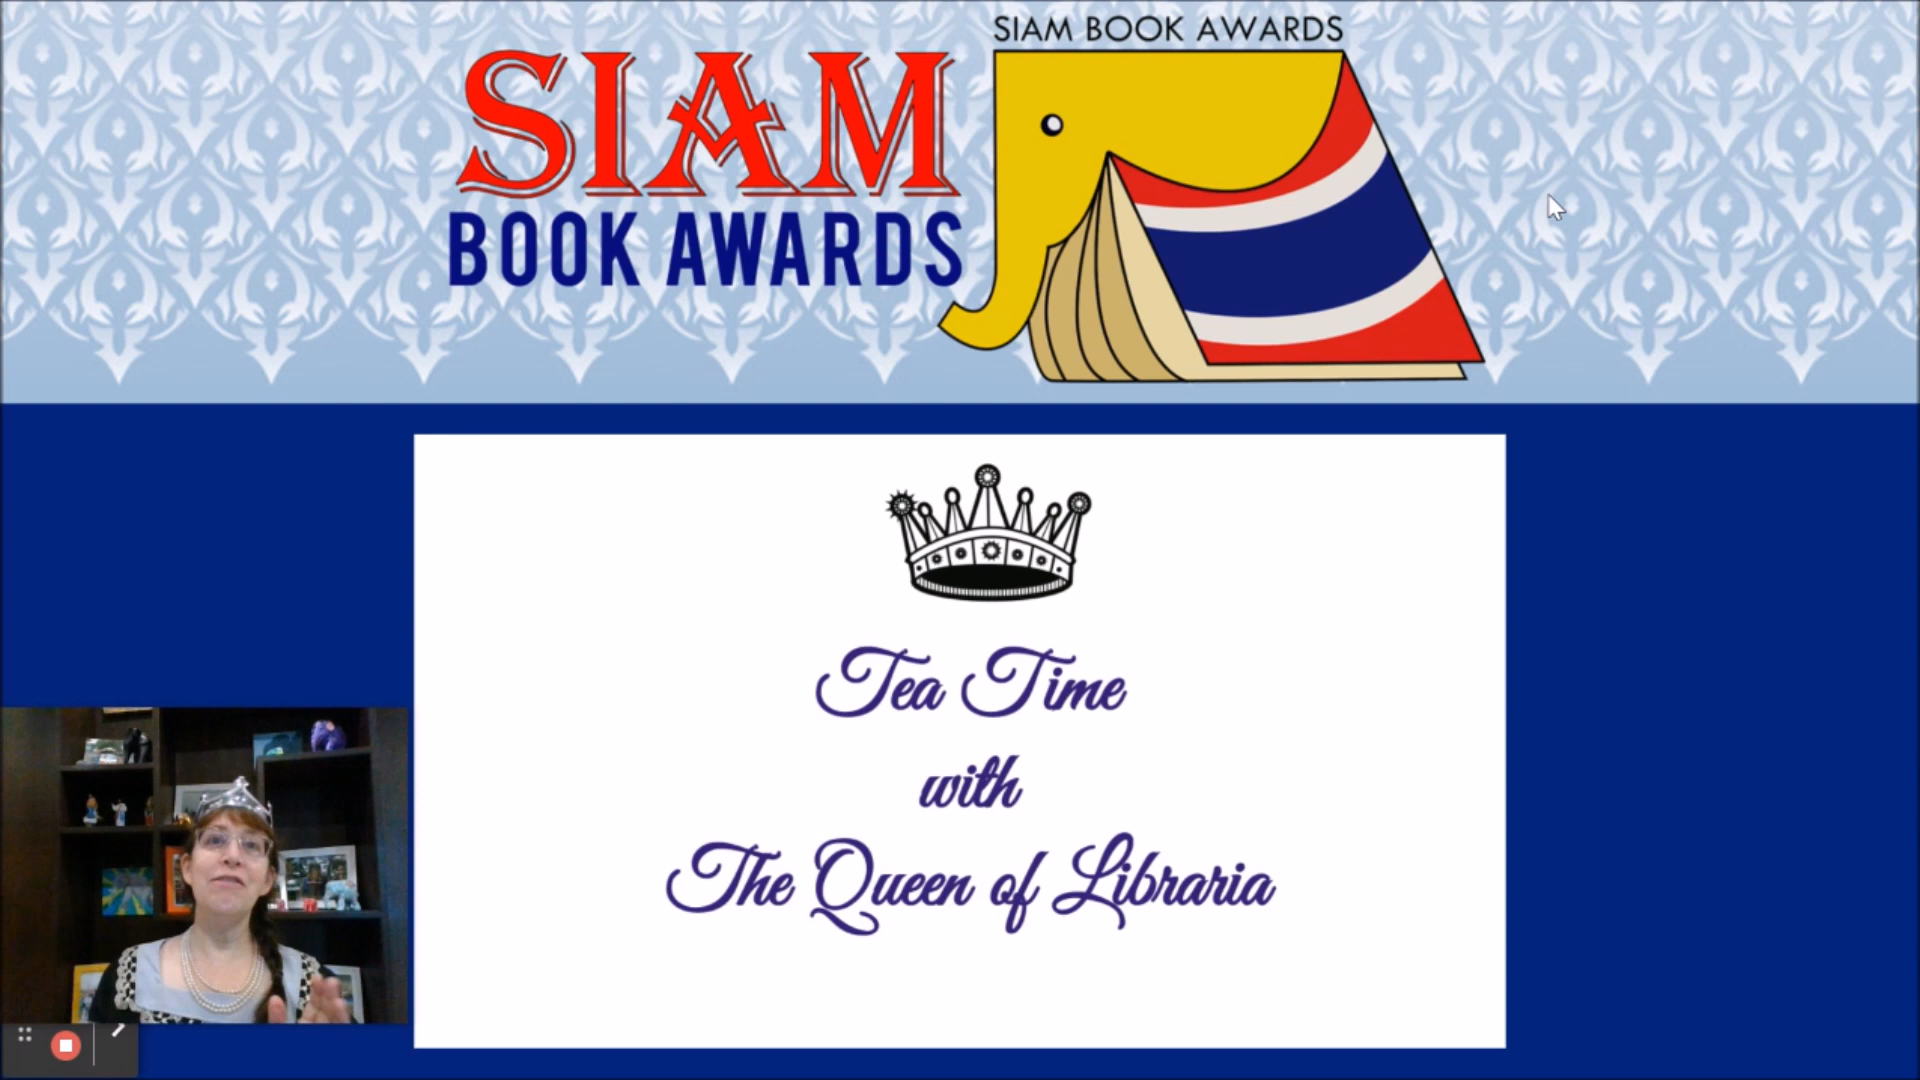 SIAM BOOK AWARDS
SIAM
BOOK AWARDS
Tea Time
with
The Queen of Libraria